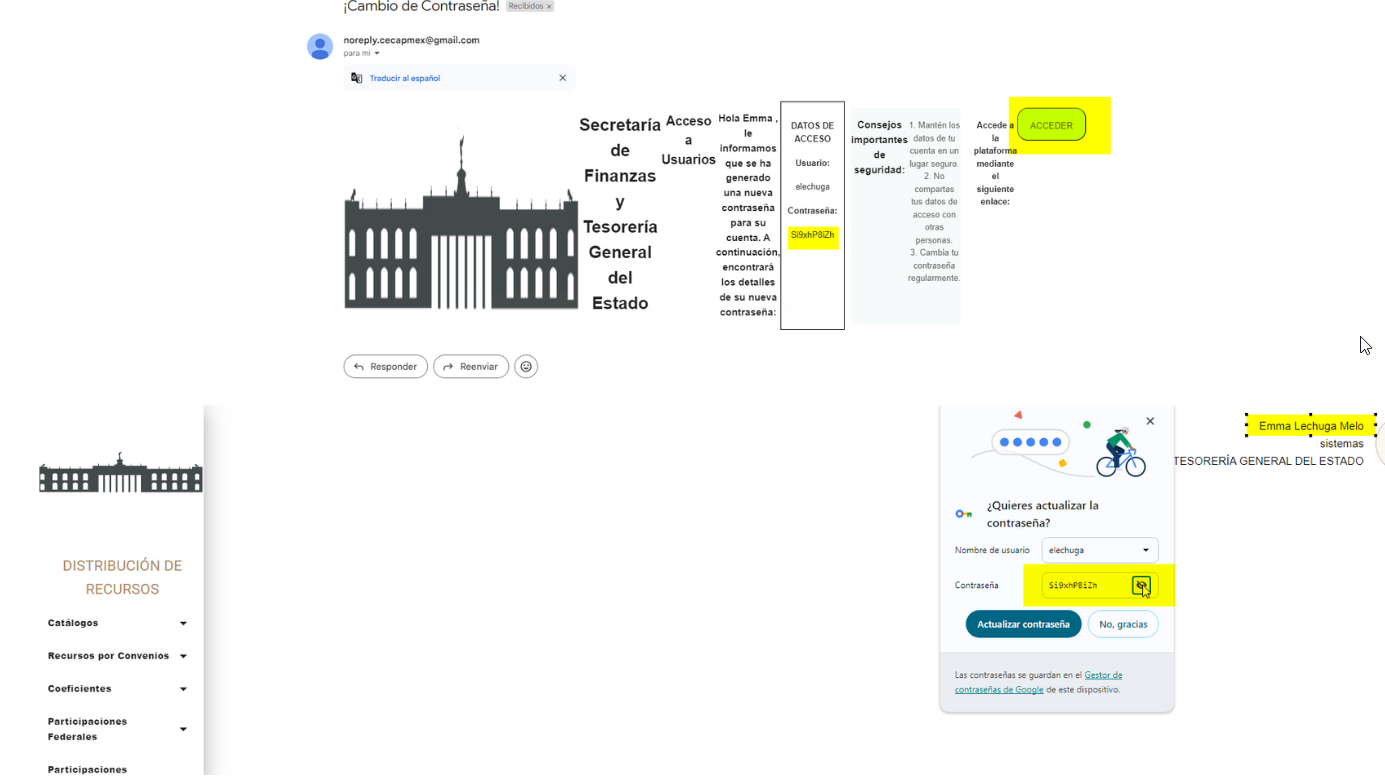 ¡Cambio de Contraseña! Recibidos x
noreply.cecapmex@gmail.com
para mí
Traducir al español
Secretaría
de
Finanzas
y
Tesorería
General
del
Estado
Acceso
a
Usuarios
Hola Emma ,
le
informamos
que se ha
generado
una nueva
contraseña
para su
cuenta. A
continuación,
encontrará
los detalles
de su nueva
contraseña:
DATOS DE
ACCESO
Usuario:
elechuga
Contraseña:
Si9xhP8iZh
Consejos
importantes
de
seguridad:
1. Mantén los
datos de tu
cuenta en un
lugar seguro.
2. No
compartas
tus datos de
acceso con
otras
personas.
3. Cambia tu
contraseña
regularmente.
Accede a
la
plataforma
mediante
el
siguiente
enlace:
ACCEDER
Responder
Reenviar
DISTRIBUCIÓN DE
RECURSOS
Catálogos
Recursos por Convenios
Coeficientes
Participaciones
Federales
Participaciones
¿Quieres actualizar la
contraseña?
Nombre de usuario
elechuga
Contraseña
Si9xhP8iZh
Actualizar contraseña
No, gracias
Las contraseñas se guardan en el Gestor de
contraseñas de Google de este dispositivo.
Emma Lechuga Melo
sistemas
TESORERÍA GENERAL DEL ESTADO